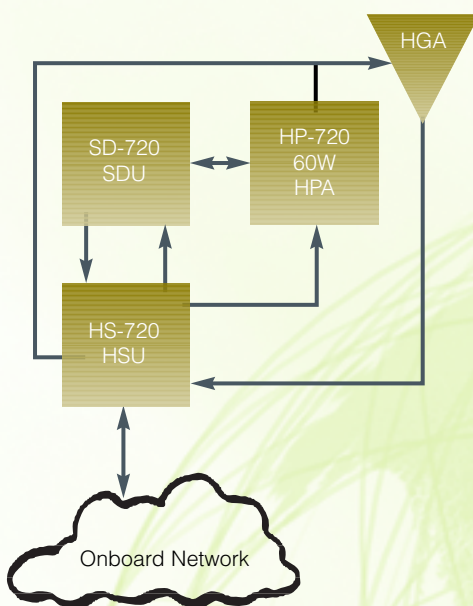 HGA
SD-720
SDU
HP-720
60W
HPA
HS-720
HSU
Onboard Network